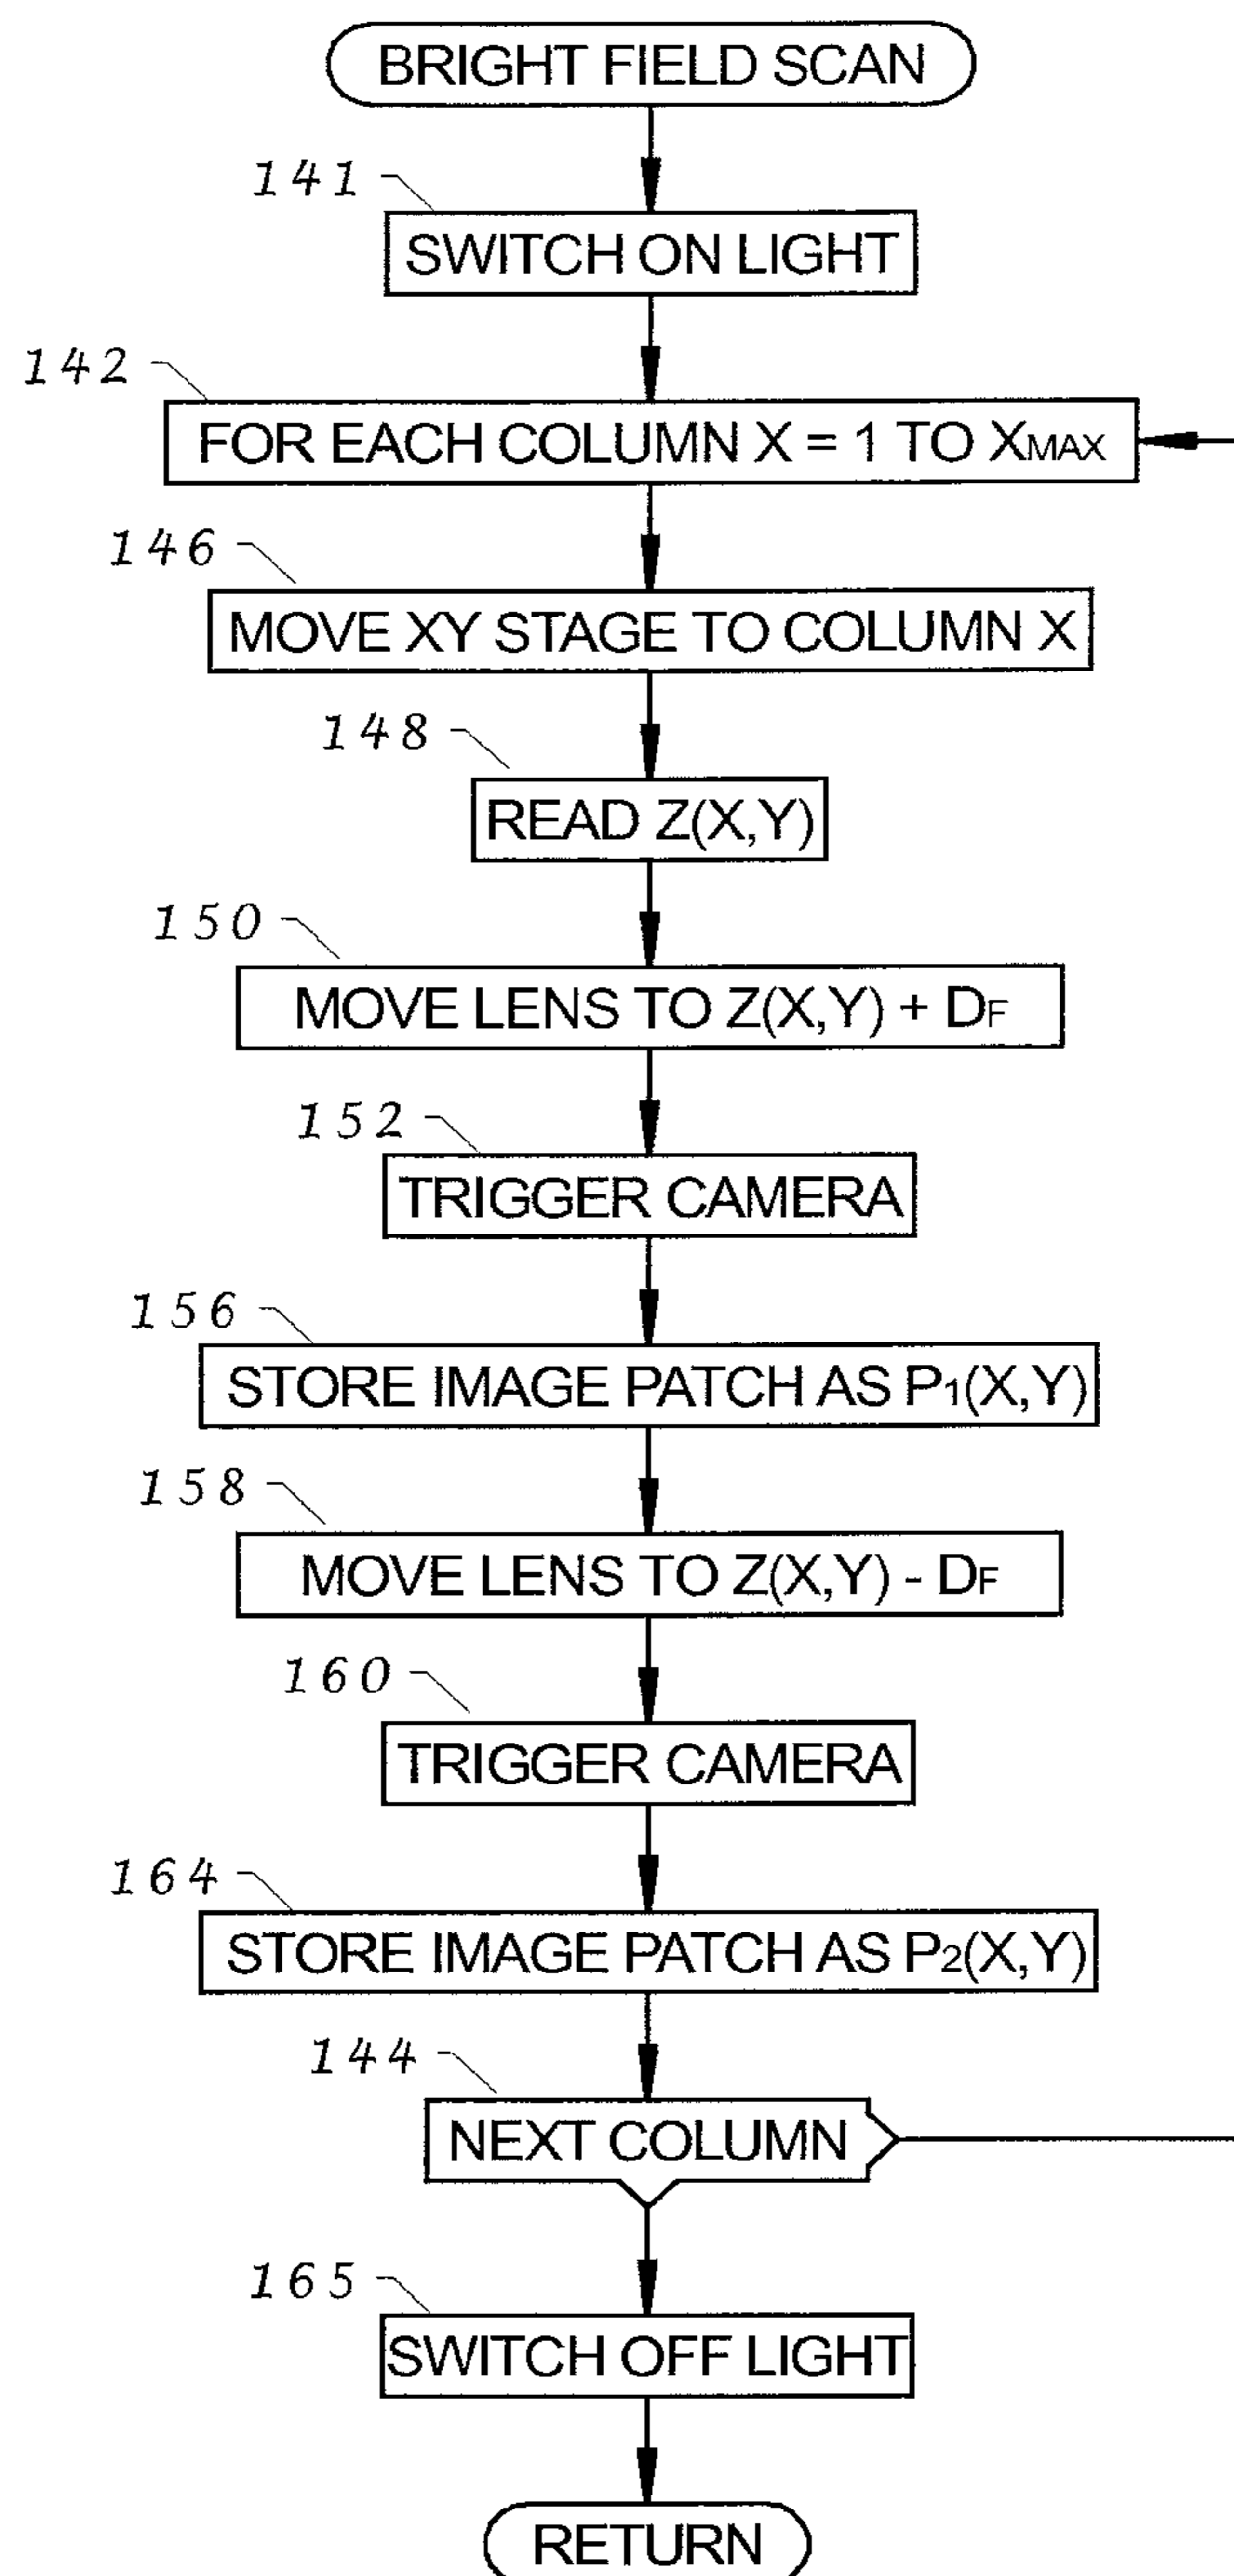 BRIGHT FIELD SCAN
141
SWITCH ON LIGHT
142
FOR EACH COLUMN X = 1 TO XMAX
146
MOVE XY STAGE TO COLUMN X
148
READ Z(X,Y)
150
MOVE LENS TO Z(X,Y) + DF
152
TRIGGER CAMERA
156
STORE IMAGE PATCH AS P1(X,Y)
158
MOVE LENS TO Z(X,Y) - DF
160
TRIGGER CAMERA
164
STORE IMAGE PATCH AS P2(X,Y)
144
NEXT COLUMN
165
SWITCH OFF LIGHT
RETURN